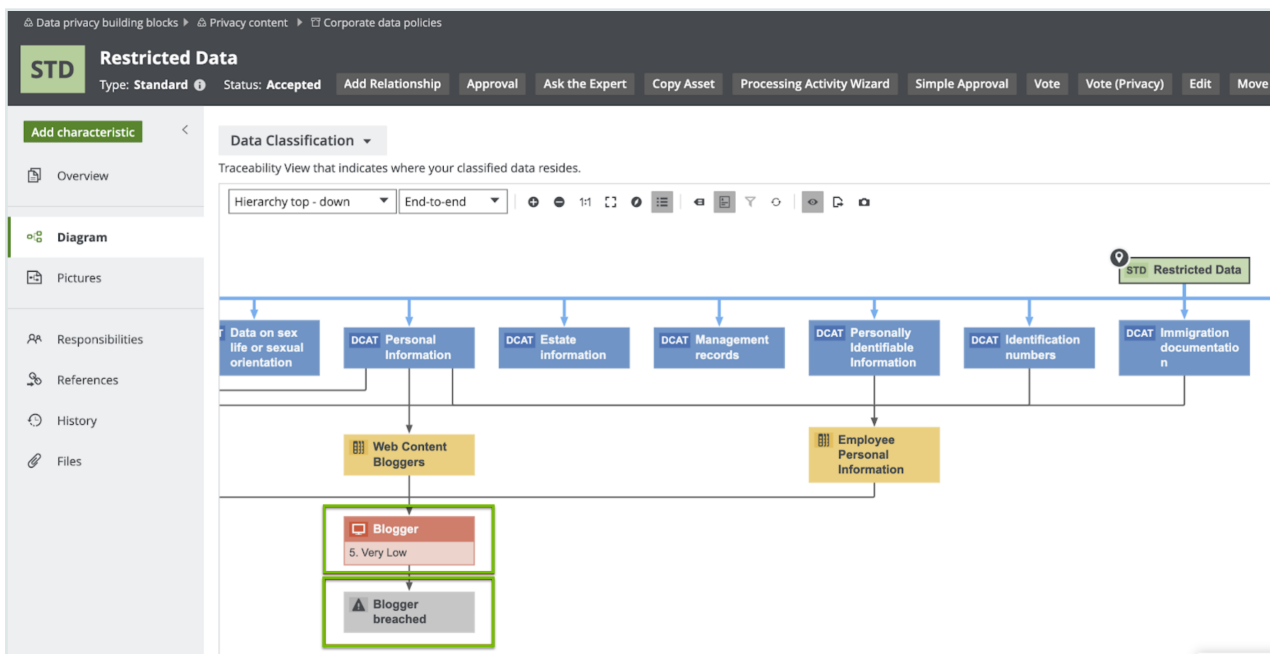 Data privacy building blocks Privacy content Corporate data policies
STD
Restricted Data
Type: Standard Status: Accepted
Add Relationship Approval Ask the Expert Copy Asset Processing Activity Wizard Simple Approval Vote Vote (Privacy) Edit Move
Add characteristic
Overview
Diagram
Pictures
Responsibilities
References
History
Files
Data Classification
Traceability View that indicates where your classified data resides.
Hierarchy top - down End-to-end 1:1
STD Restricted Data
T Data on sex
life or sexual
orientation
DCAT Personal
Information
DCAT Estate
information
DCAT Management
records
DCAT Personally
Identifiable
Information
DCAT Identification
numbers
DCAT Immigration
documentatio
n
Web Content
Bloggers
Employee
Personal
Information
Blogger
5. Very Low
Blogger
breached